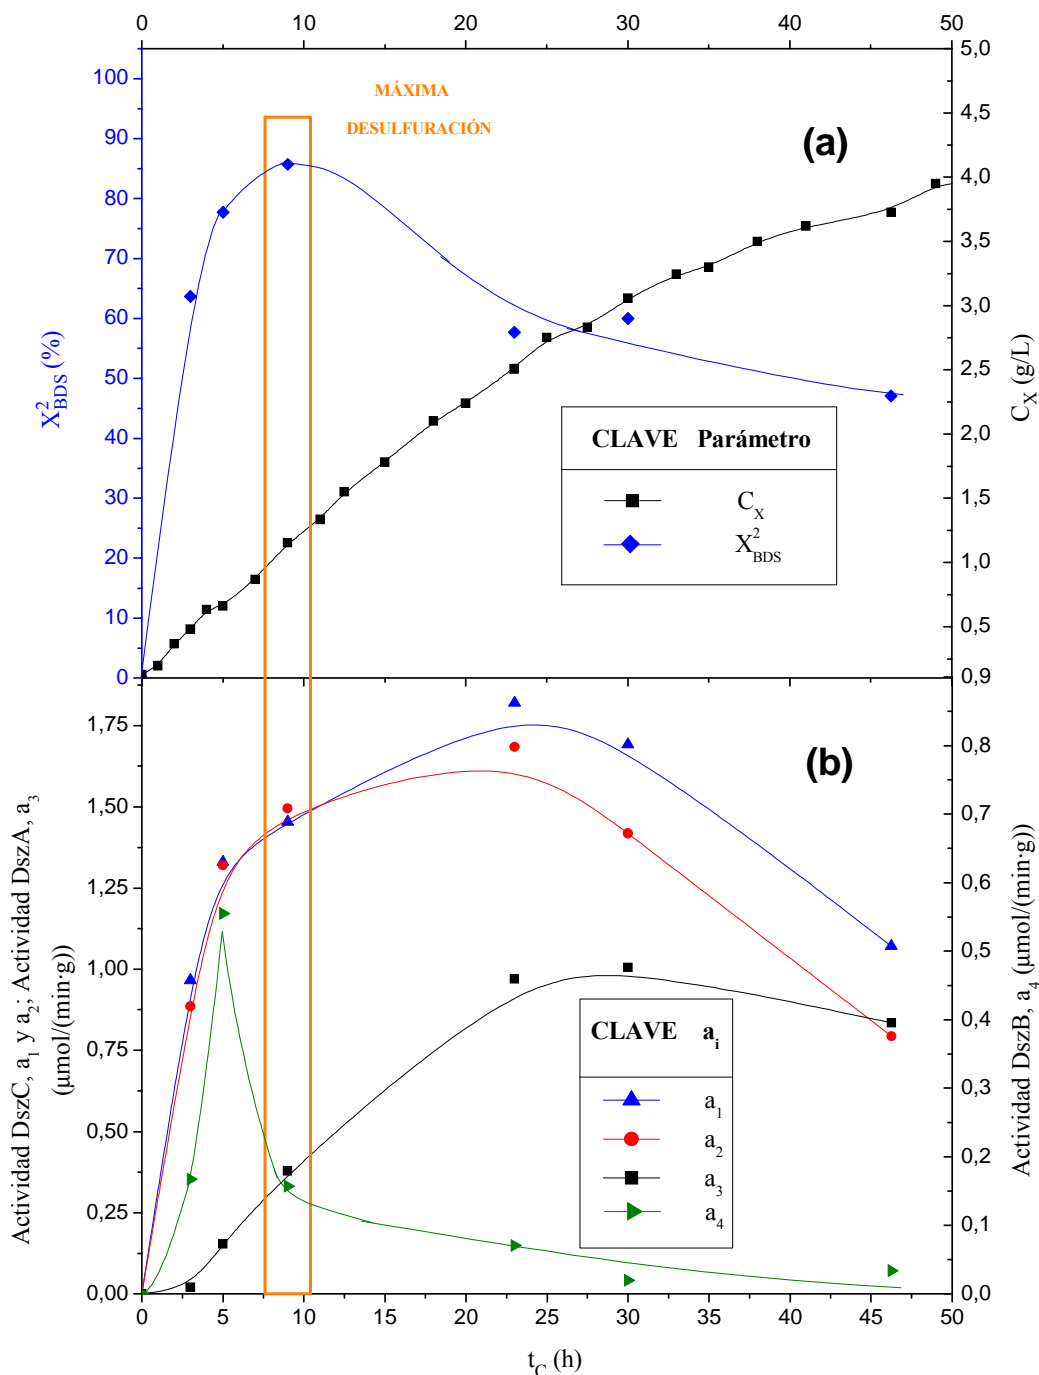 0 10 20 30 40 50
100
90
80
70
60
50
40
30
20
10
0
X²BDS (%)
MÁXIMA
DESULFURACIÓN
(a)
5,0
4,5
4,0
3,5
3,0
2,5
2,0
1,5
1,0
0,5
0,9
C_X (g/L)
CLAVE Parámetro
C_X
X²BDS
1,75
1,50
1,25
1,00
0,75
0,50
0,25
0,00
Actividad DszC, a₁ y a₂; Actividad DszA, a₃
(μmol/(min·g))
(b)
0,8
0,7
0,6
0,5
0,4
0,3
0,2
0,1
0,0
Actividad DszB, a₄ (μmol/(min·g))
CLAVE aᵢ
a₁
a₂
a₃
a₄
0 5 10 15 20 25 30 35 40 45 50
t_C (h)